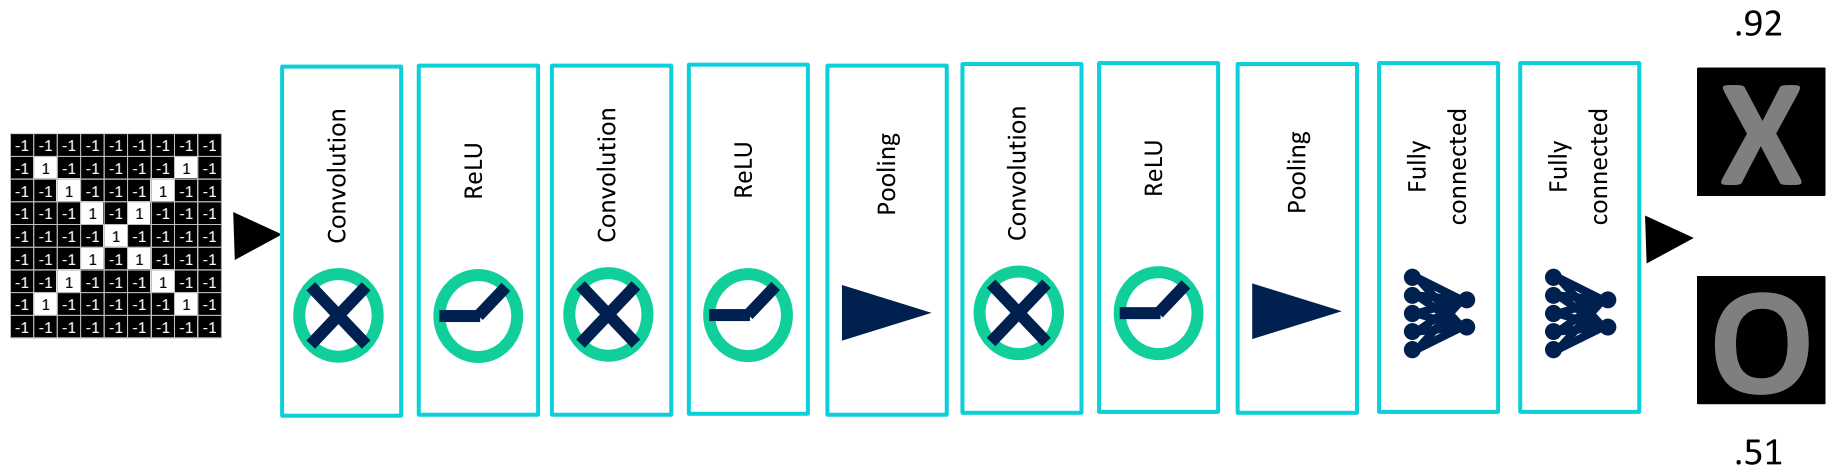 -1 -1 -1 -1 -1 -1 -1 -1 -1
-1 1 -1 -1 -1 -1 -1 1 -1
-1 -1 1 -1 -1 -1 1 -1 -1
-1 -1 -1 1 -1 1 -1 -1 -1
-1 -1 -1 -1 1 -1 -1 -1 -1
-1 -1 -1 1 -1 1 -1 -1 -1
-1 -1 1 -1 -1 -1 1 -1 -1
-1 1 -1 -1 -1 -1 -1 1 -1
-1 -1 -1 -1 -1 -1 -1 -1 -1
Convolution
ReLU
Convolution
ReLU
Pooling
Convolution
ReLU
Pooling
Fully
connected
Fully
connected
.92
X
O
.51